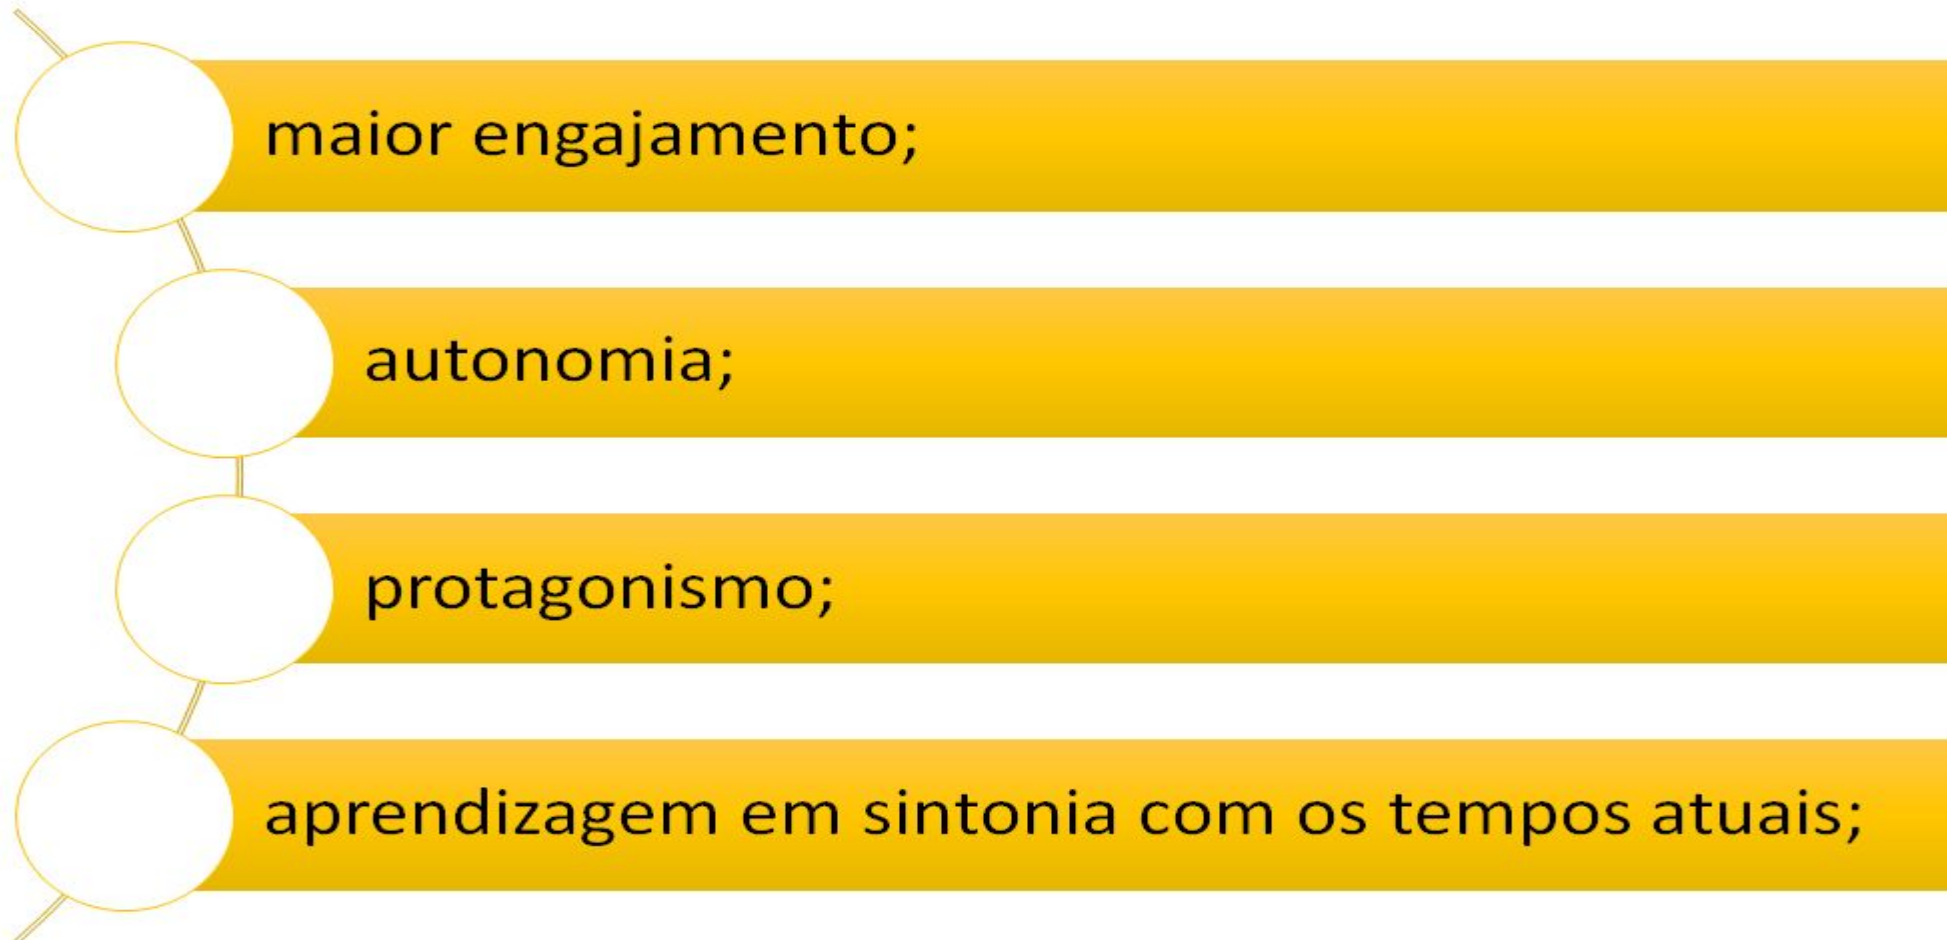 maior engajamento;
autonomia;
protagonismo;
aprendizagem em sintonia com os tempos atuais;